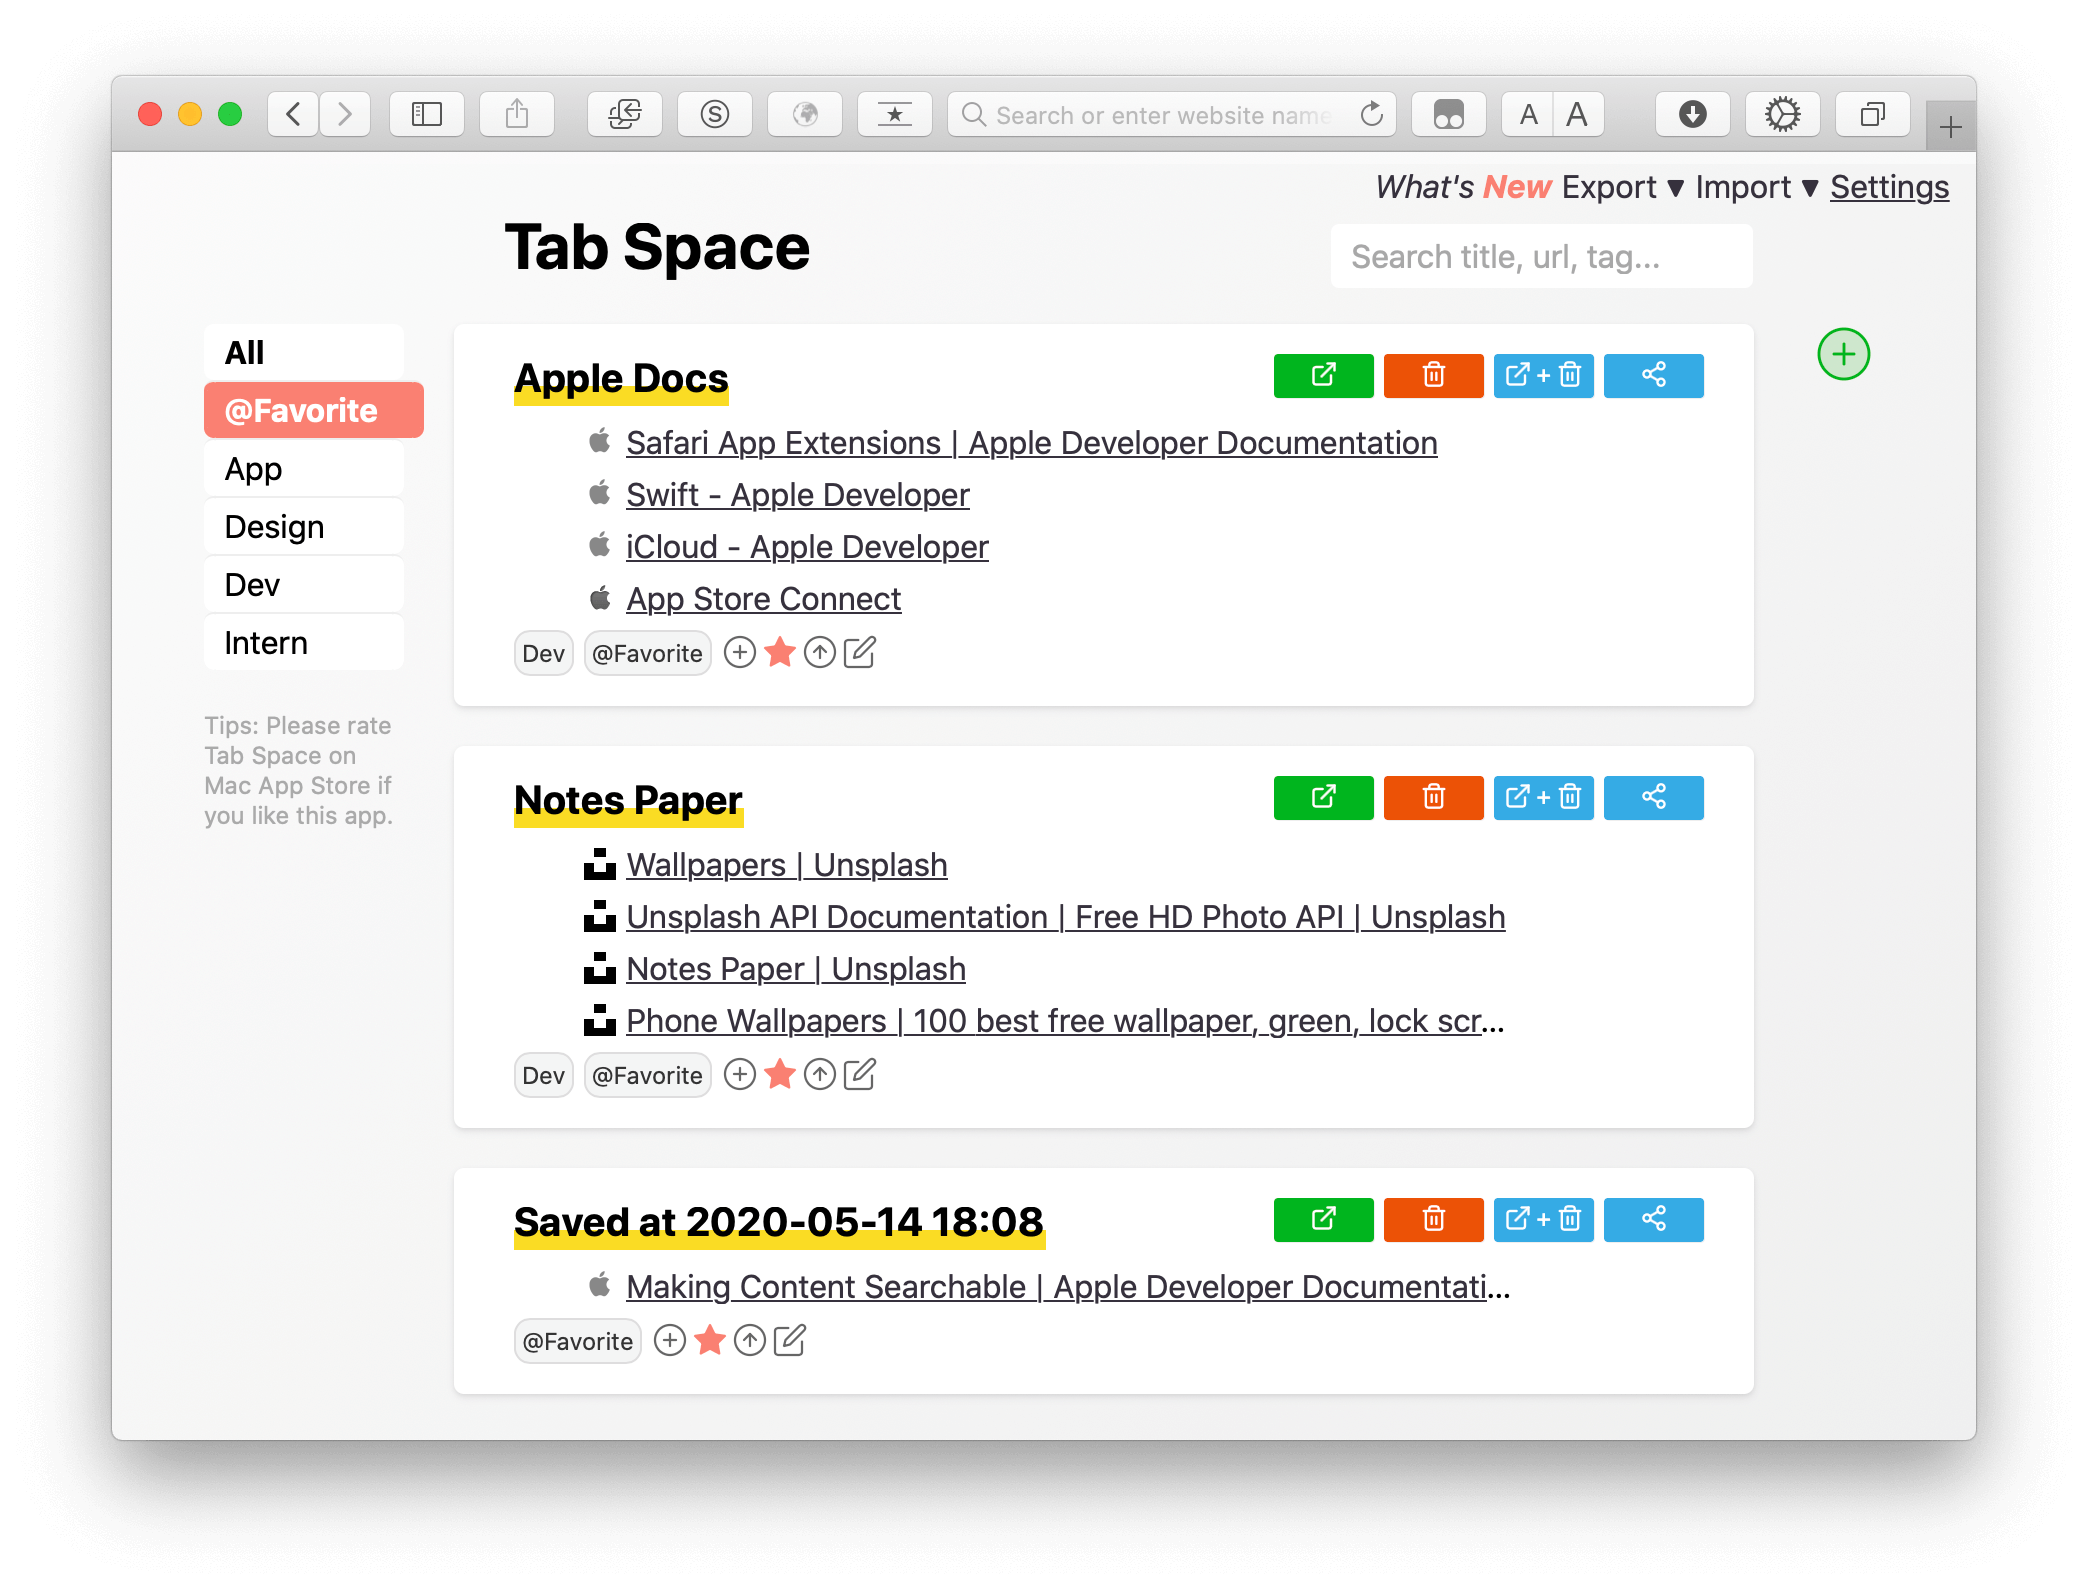 Search or enter website name
A A
What's New Export ▼ Import ▼ Settings
Tab Space
Search title, url, tag...
All
@Favorite
App
Design
Dev
Intern
Tips: Please rate
Tab Space on
Mac App Store if
you like this app.
Apple Docs
Safari App Extensions | Apple Developer Documentation
Swift - Apple Developer
iCloud - Apple Developer
App Store Connect
Dev @Favorite
Notes Paper
Wallpapers | Unsplash
Unsplash API Documentation | Free HD Photo API | Unsplash
Notes Paper | Unsplash
Phone Wallpapers | 100 best free wallpaper, green, lock scr...
Dev @Favorite
Saved at 2020-05-14 18:08
Making Content Searchable | Apple Developer Documentati...
@Favorite